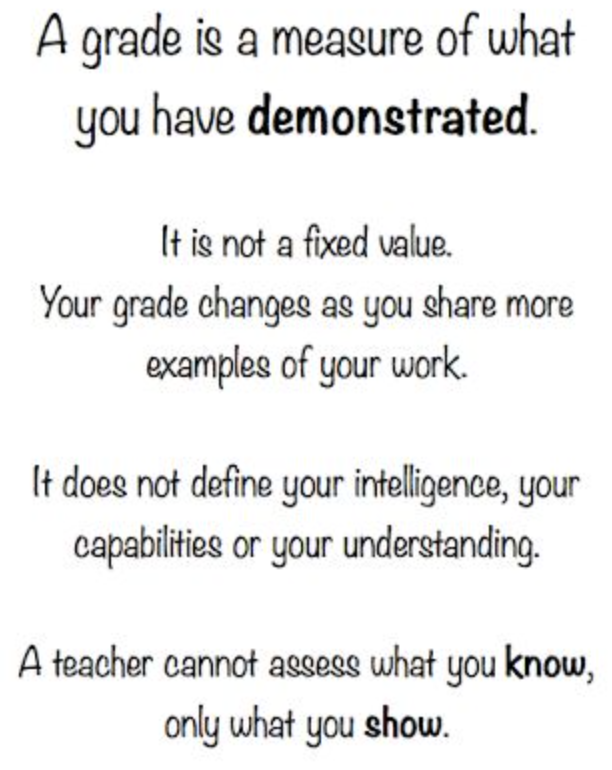 A grade is a measure of what
you have demonstrated.
It is not a fixed value.
Your grade changes as you share more
examples of your work.
It does not define your intelligence, your
capabilities or your understanding.
A teacher cannot assess what you know,
only what you show.